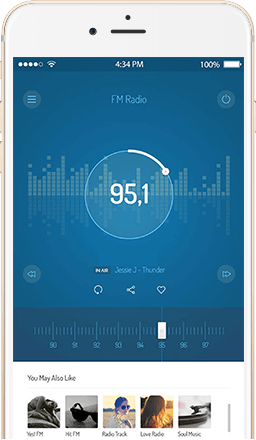 4:34 PM 100%
FM Radio
95,1
IN AIR Jessie J - Thunder
90 91 92 93 94 95 96 97
You May Also Like
Yes! FM Hit FM Radio Track Love Radio Soul Music